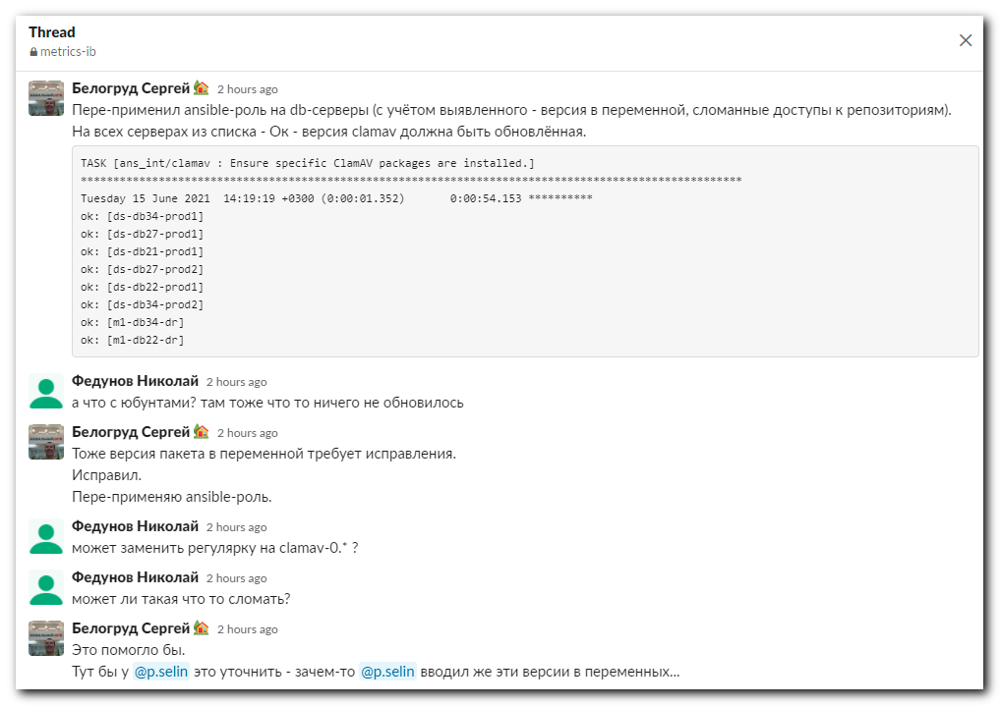 Thread
metrics-ib
Белогруд Сергей 2 hours ago
Пере-применил ansible-роль на db-серверы (с учётом выявленного - версия в переменной, сломанные доступы к репозиториям).
На всех серверах из списка - Ок - версия clamav должна быть обновлённая.
TASK [ans_int/clamav : Ensure specific ClamAV packages are installed.]
******************************************************************************************************
Tuesday 15 June 2021  14:19:19 +0300 (0:00:01.352)       0:00:54.153 **********
ok: [ds-db34-prod1]
ok: [ds-db27-prod1]
ok: [ds-db21-prod1]
ok: [ds-db27-prod2]
ok: [ds-db22-prod1]
ok: [ds-db34-prod2]
ok: [m1-db34-dr]
ok: [m1-db22-dr]
Федунов Николай 2 hours ago
а что с юбунтами? там тоже что то ничего не обновилось
Белогруд Сергей 2 hours ago
Тоже версия пакета в переменной требует исправления.
Исправил.
Пере-применяю ansible-роль.
Федунов Николай 2 hours ago
может заменить регулярку на clamav-0.* ?
Федунов Николай 2 hours ago
может ли такая что то сломать?
Белогруд Сергей 2 hours ago
Это помогло бы.
Тут бы у @p.selin это уточнить - зачем-то @p.selin вводил же эти версии в переменных...